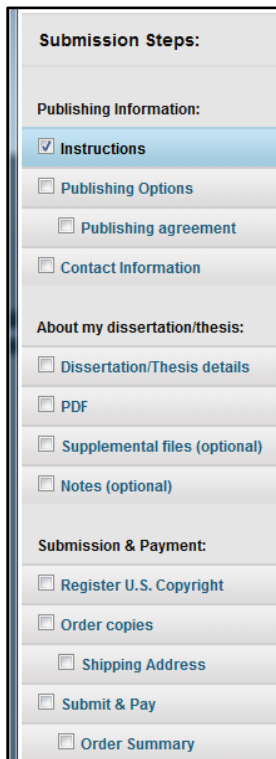 Submission Steps:
Publishing Information:
Instructions
Publishing Options
Publishing agreement
Contact Information
About my dissertation/thesis:
Dissertation/Thesis details
PDF
Supplemental files (optional)
Notes (optional)
Submission & Payment:
Register U.S. Copyright
Order copies
Shipping Address
Submit & Pay
Order Summary